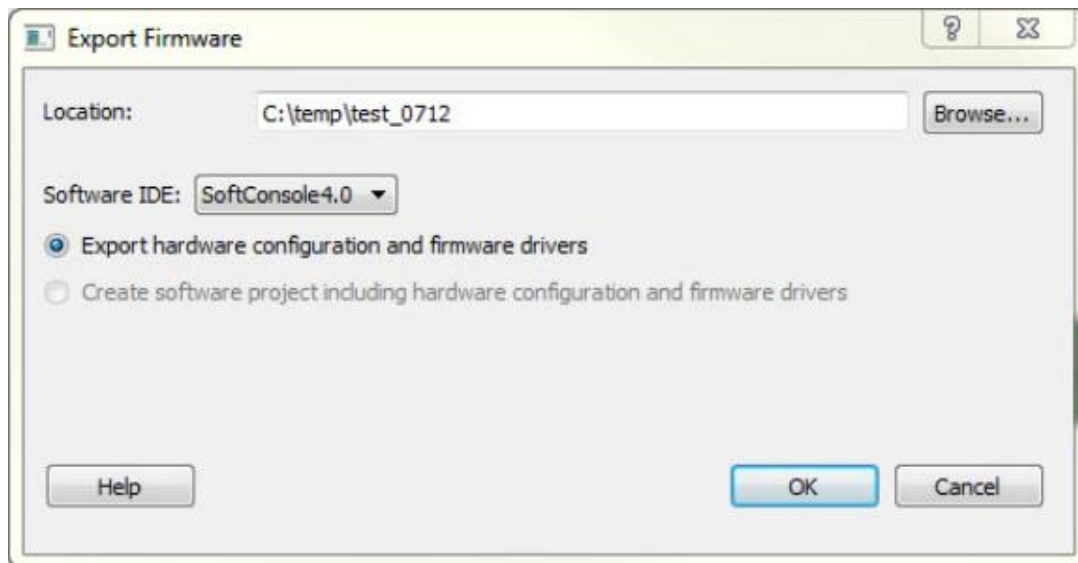 Export Firmware
Location: C:\temp\test_0712 Browse...
Software IDE: SoftConsole4.0
Export hardware configuration and firmware drivers
Create software project including hardware configuration and firmware drivers
Help OK Cancel